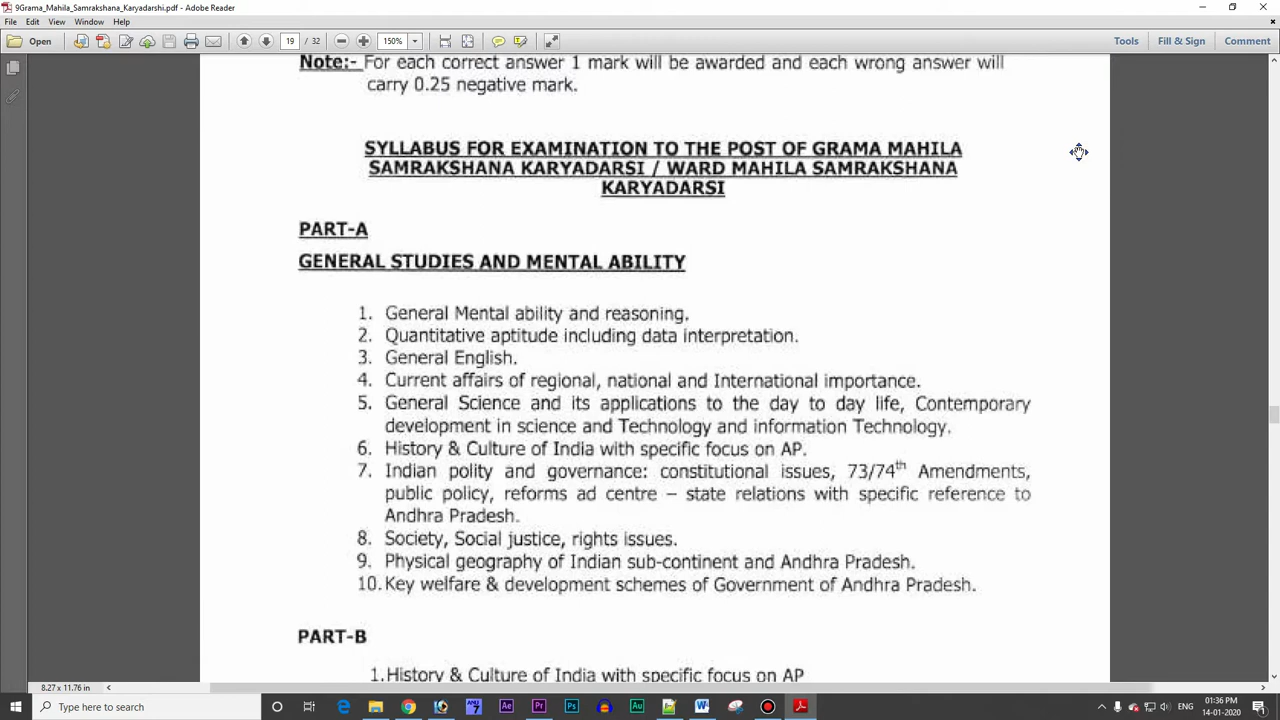 9Grama_Mahila_Samrakshana_Karyadarshi.pdf - Adobe Reader
File Edit View Window Help
Open 19 / 32 150% Tools Fill & Sign Comment
Note:- For each correct answer 1 mark will be awarded and each wrong answer will
carry 0.25 negative mark.
SYLLABUS FOR EXAMINATION TO THE POST OF GRAMA MAHILA
SAMRAKSHANA KARYADARSI / WARD MAHILA SAMRAKSHANA
KARYADARSI
PART-A
GENERAL STUDIES AND MENTAL ABILITY
1. General Mental ability and reasoning.
2. Quantitative aptitude including data interpretation.
3. General English.
4. Current affairs of regional, national and International importance.
5. General Science and its applications to the day to day life, Contemporary
development in science and Technology and information Technology.
6. History & Culture of India with specific focus on AP.
7. Indian polity and governance: constitutional issues, 73/74th Amendments,
public policy, reforms ad centre – state relations with specific reference to
Andhra Pradesh.
8. Society, Social justice, rights issues.
9. Physical geography of Indian sub-continent and Andhra Pradesh.
10. Key welfare & development schemes of Government of Andhra Pradesh.
PART-B
1.History & Culture of India with specific focus on AP
8.27 x 11.76 in
Type here to search
Ae Pr Ps Au W
ENG
01:36 PM
14-01-2020